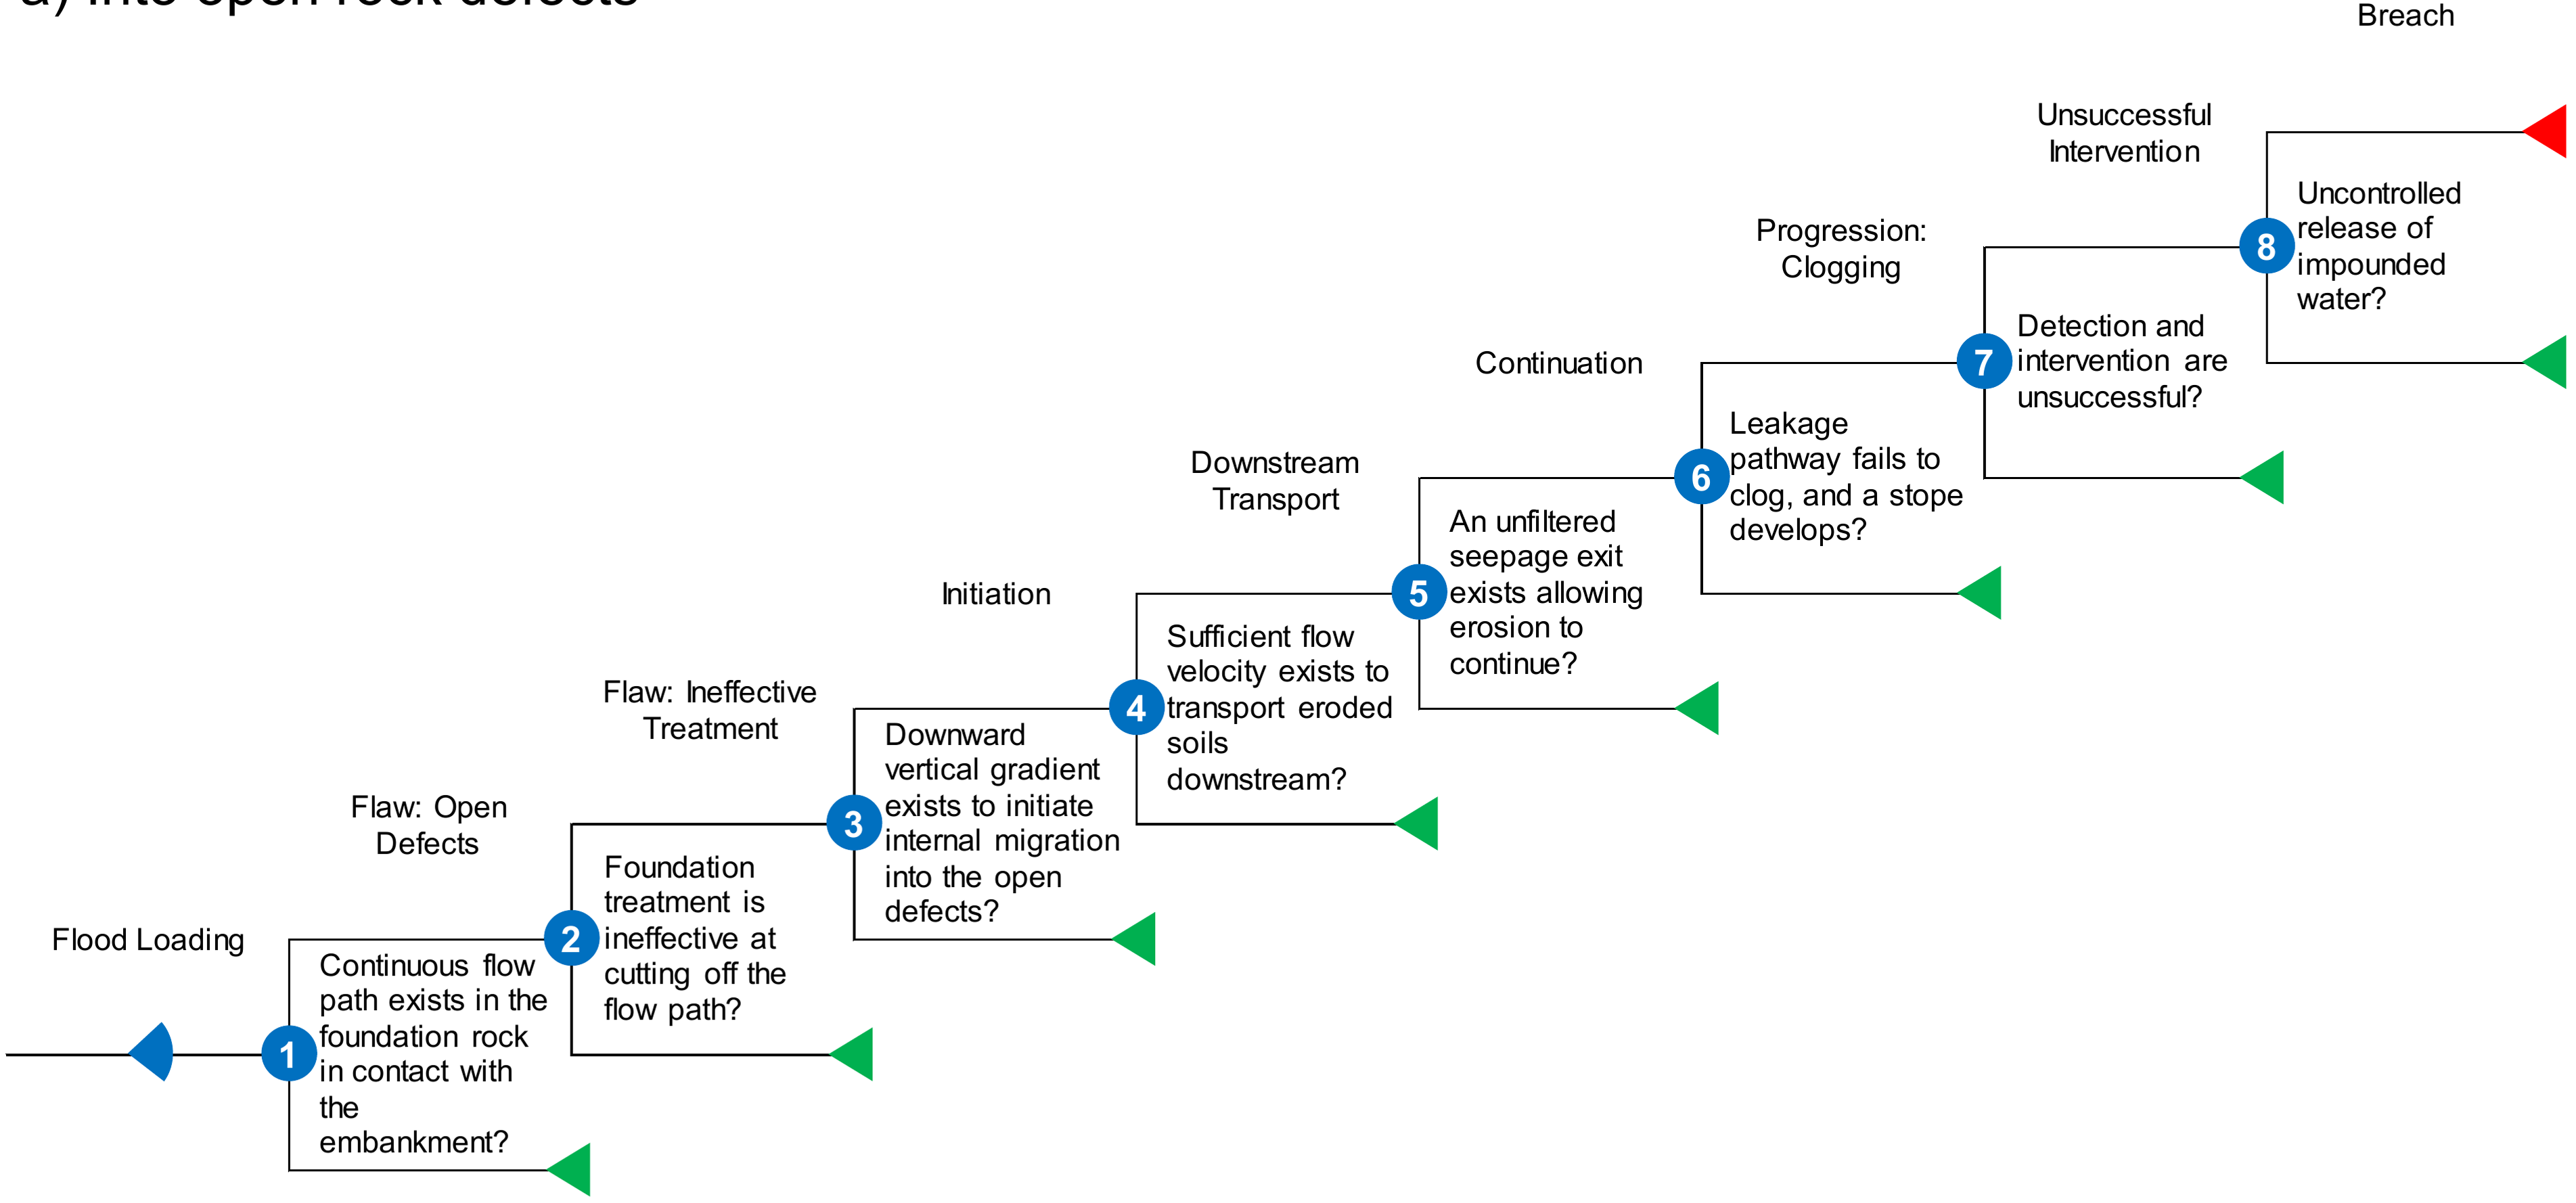 a) into open rock defects
Breach
Unsuccessful
Intervention
Uncontrolled
release of
impounded
water?
8
Progression:
Clogging
Detection and
intervention are
unsuccessful?
7
Continuation
Leakage
pathway fails to
clog, and a stope
develops?
6
Downstream
Transport
An unfiltered
seepage exit
exists allowing
erosion to
continue?
5
Initiation
Sufficient flow
velocity exists to
transport eroded
soils
downstream?
4
Flaw: Ineffective
Treatment
Downward
vertical gradient
exists to initiate
internal migration
into the open
defects?
3
Flaw: Open
Defects
Foundation
treatment is
ineffective at
cutting off the
flow path?
2
Flood Loading
Continuous flow
path exists in the
foundation rock
in contact with
the
embankment?
1